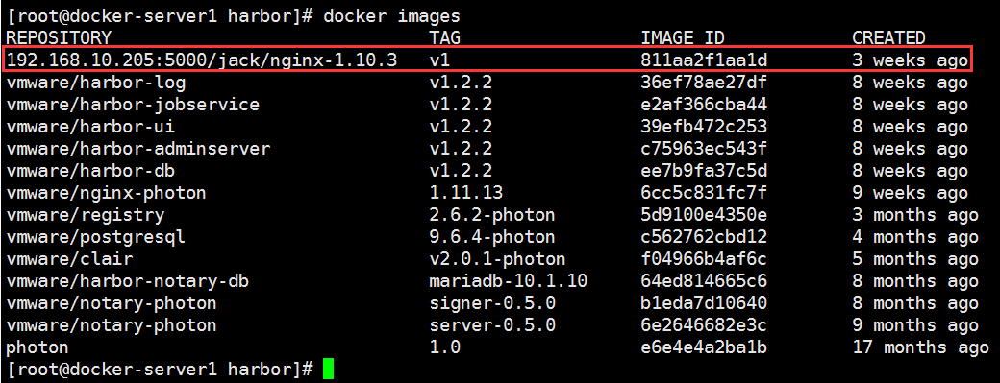 [root@docker-server1 harbor]# docker images
REPOSITORY TAG IMAGE ID CREATED
192.168.10.205:5000/jack/nginx-1.10.3 v1 811aa2f1aa1d 3 weeks ago
vmware/harbor-log v1.2.2 36ef78ae27df 8 weeks ago
vmware/harbor-jobservice v1.2.2 e2af366cba44 8 weeks ago
vmware/harbor-ui v1.2.2 39efb472c253 8 weeks ago
vmware/harbor-adminserver v1.2.2 c75963ec543f 8 weeks ago
vmware/harbor-db v1.2.2 ee7b9fa37c5d 8 weeks ago
vmware/nginx-photon 1.11.13 6cc5c831fc7f 9 weeks ago
vmware/registry 2.6.2-photon 5d9100e4350e 3 months ago
vmware/postgresql 9.6.4-photon c562762cbd12 4 months ago
vmware/clair v2.0.1-photon f04966b4af6c 5 months ago
vmware/harbor-notary-db mariadb-10.1.10 64ed814665c6 8 months ago
vmware/notary-photon signer-0.5.0 b1eda7d10640 8 months ago
vmware/notary-photon server-0.5.0 6e2646682e3c 9 months ago
photon 1.0 e6e4e4a2ba1b 17 months ago
[root@docker-server1 harbor]#